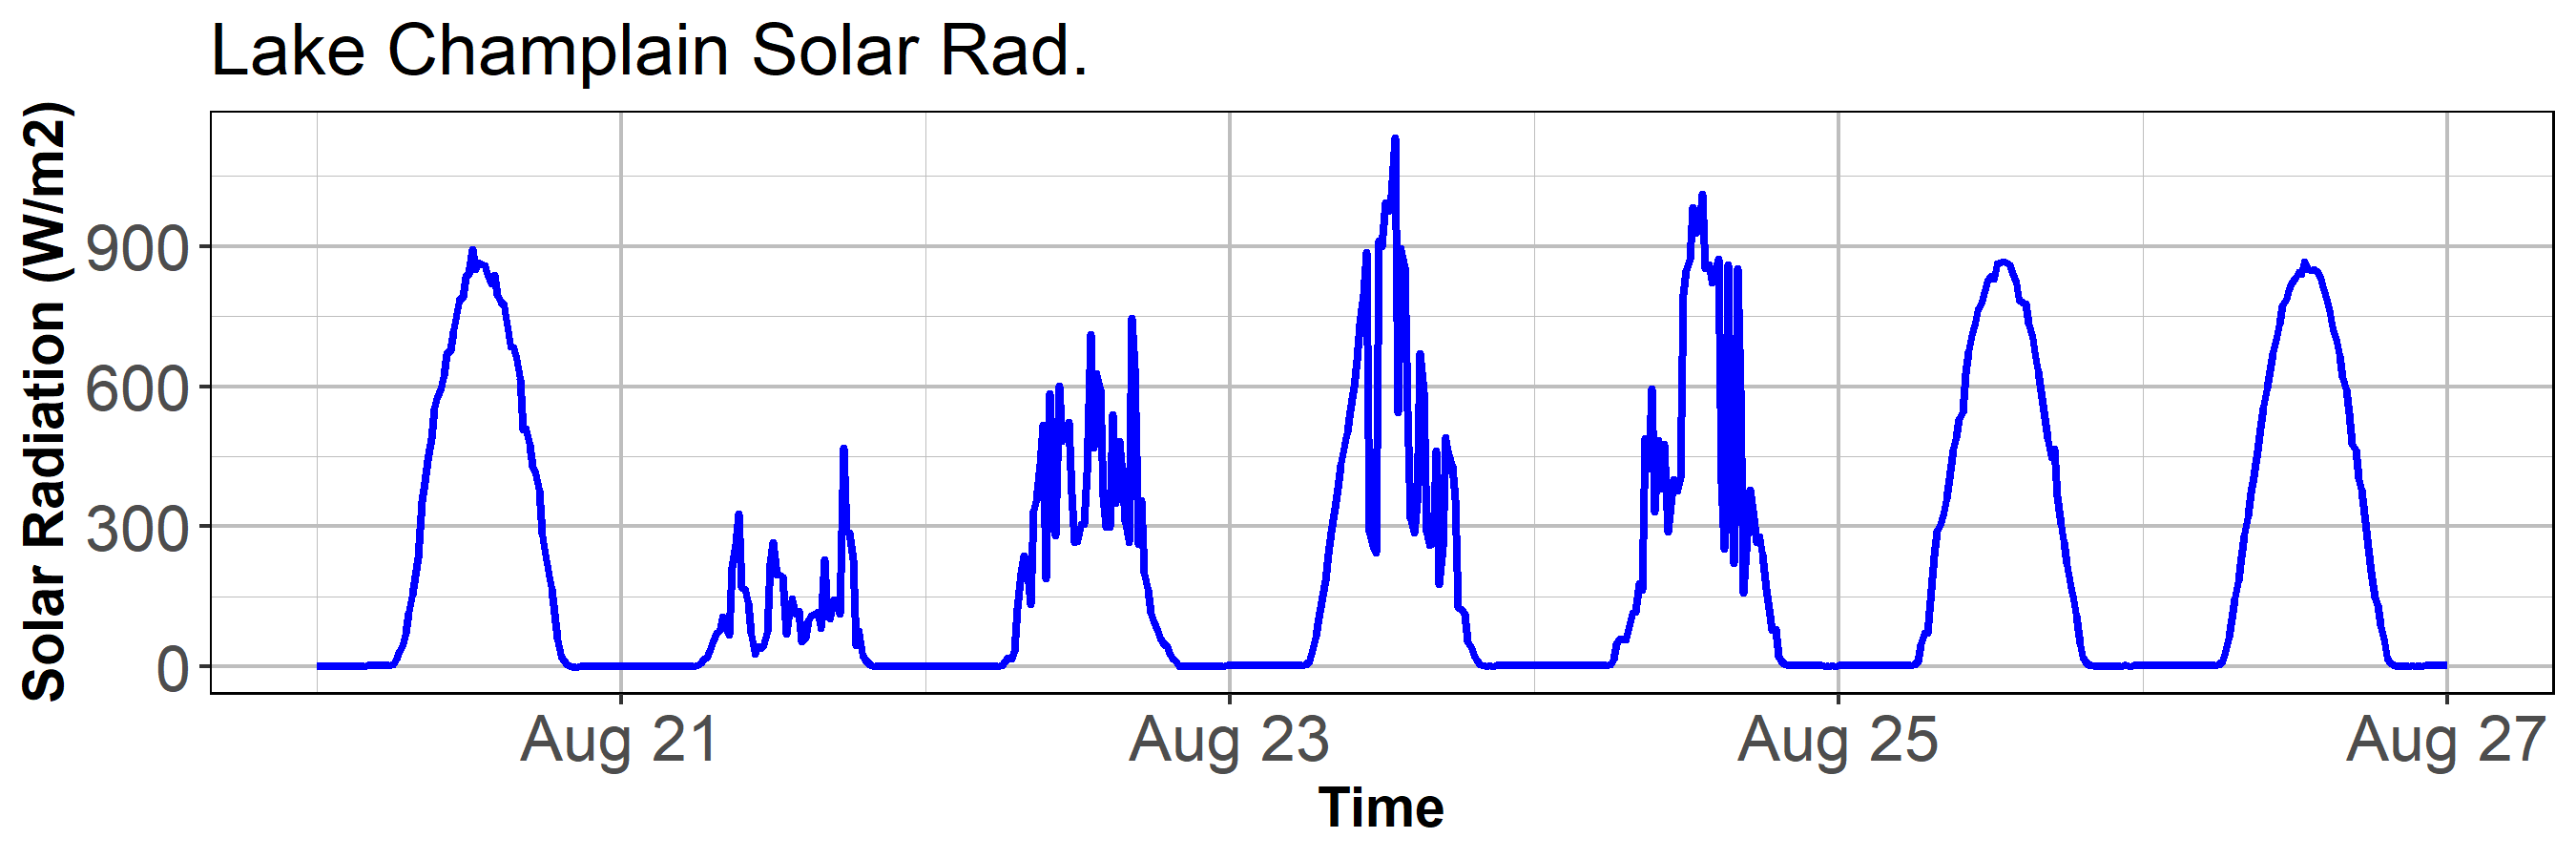 Lake Champlain Solar Rad.
Solar Radiation (W/m2)
900
600
300
0
Aug 21
Aug 23
Aug 25
Aug 27
Time